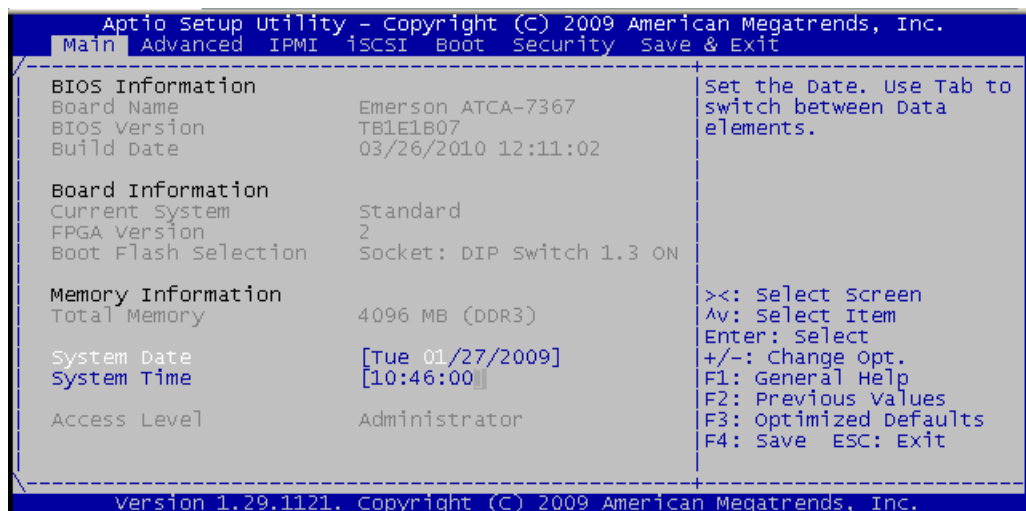 Aptio Setup Utility – Copyright (C) 2009 American Megatrends, Inc.
Main Advanced IPMI iSCSI Boot Security Save & Exit
BIOS Information
Board Name Emerson ATCA-7367
BIOS Version TB1E1B07
Build Date 03/26/2010 12:11:02
Board Information
Current System Standard
FPGA Version 2
Boot Flash Selection Socket: DIP Switch 1.3 ON
Memory Information
Total Memory 4096 MB (DDR3)
System Date [Tue 01/27/2009]
System Time [10:46:00]
Access Level Administrator
Set the Date. Use Tab to
switch between Data
elements.
><: Select Screen
^v: Select Item
Enter: Select
+/-: Change Opt.
F1: General Help
F2: Previous Values
F3: Optimized Defaults
F4: Save ESC: Exit
Version 1.29.1121. Copyright (C) 2009 American Megatrends, Inc.